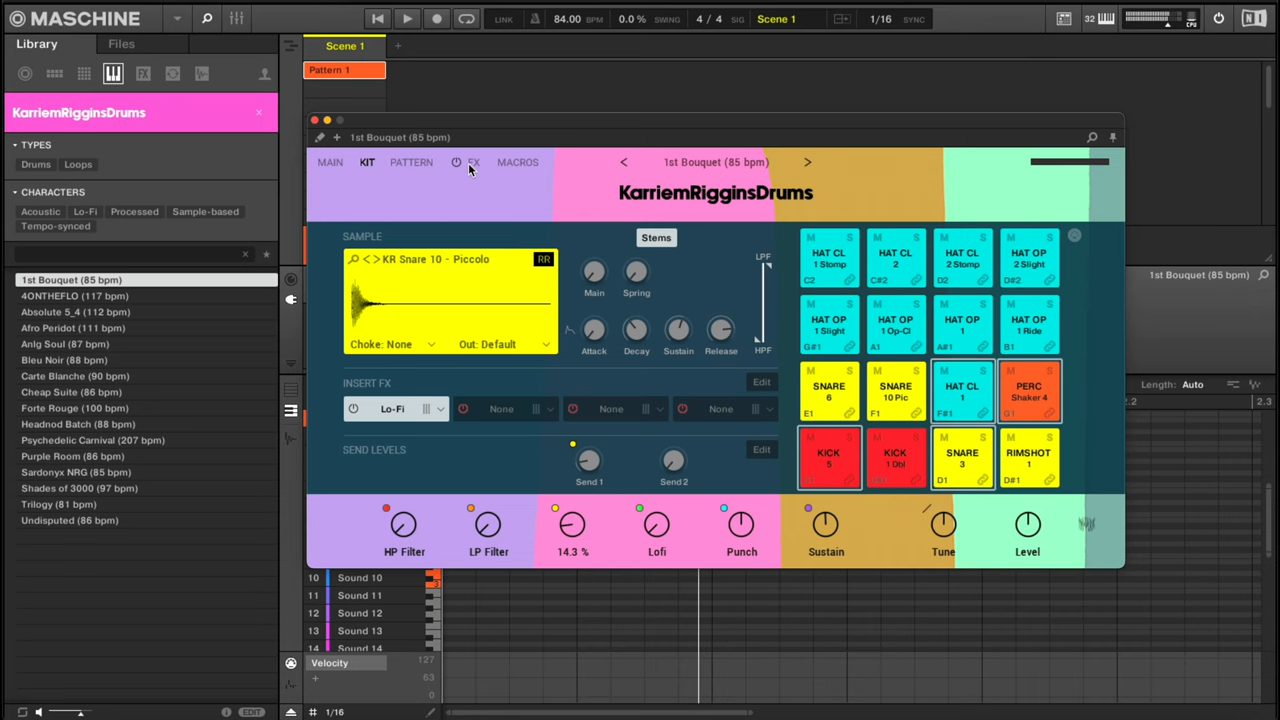 MASCHINE
LINK 84.00 BPM 0.0% SWING 4 / 4 SIG Scene 1 1/16 SYNC
32
CPU
Library Files
Scene 1 +
Pattern 1
KarriemRigginsDrums ×
TYPES
Drums Loops
CHARACTERS
Acoustic Lo-Fi Processed Sample-based
Tempo-synced
1st Bouquet (85 bpm)
4ONTHEFLO (117 bpm)
Absolute 5_4 (112 bpm)
Afro Peridot (111 bpm)
Anlg Soul (87 bpm)
Bleu Noir (88 bpm)
Carte Blanche (90 bpm)
Cheap Suite (86 bpm)
Forte Rouge (100 bpm)
Headnod Batch (88 bpm)
Psychedelic Carnival (207 bpm)
Purple Room (86 bpm)
Sardonyx NRG (85 bpm)
Shades of 3000 (97 bpm)
Trilogy (81 bpm)
Undisputed (86 bpm)
EDIT
1st Bouquet (85 bpm)
MAIN KIT PATTERN FX MACROS
1st Bouquet (85 bpm)
KarriemRigginsDrums
SAMPLE
KR Snare 10 - Piccolo RR
Choke: None Out: Default
Stems
Main Spring
Attack Decay Sustain Release
LPF
HPF
INSERT FX Edit
Lo-Fi None None None
SEND LEVELS Edit
Send 1 Send 2
M S M S M S M S
HAT CL HAT CL HAT CL HAT OP
1 Stomp 2 2 Stomp 2 Slight
C2 C#2 D2 D#2
M S M S M S M S
HAT OP HAT OP HAT OP HAT OP
1 Slight 1 Op-Cl 1 1 Ride
G#1 A1 A#1 B1
M S M S M S M S
SNARE SNARE HAT CL PERC
6 10 Pic 1 Shaker 4
E1 F1 F#1 G1
M S M S M S M S
KICK KICK SNARE RIMSHOT
5 1 Dbl 3 1
D1 D#1
HP Filter LP Filter 14.3 % Lofi Punch Sustain Tune Level
1st Bouquet (85 bpm)
Length: Auto
2.2 2.3
10 Sound 10
11 Sound 11
12 Sound 12
13 Sound 13
14 Sound 14
Velocity 127
+ 63
0
# 1/16